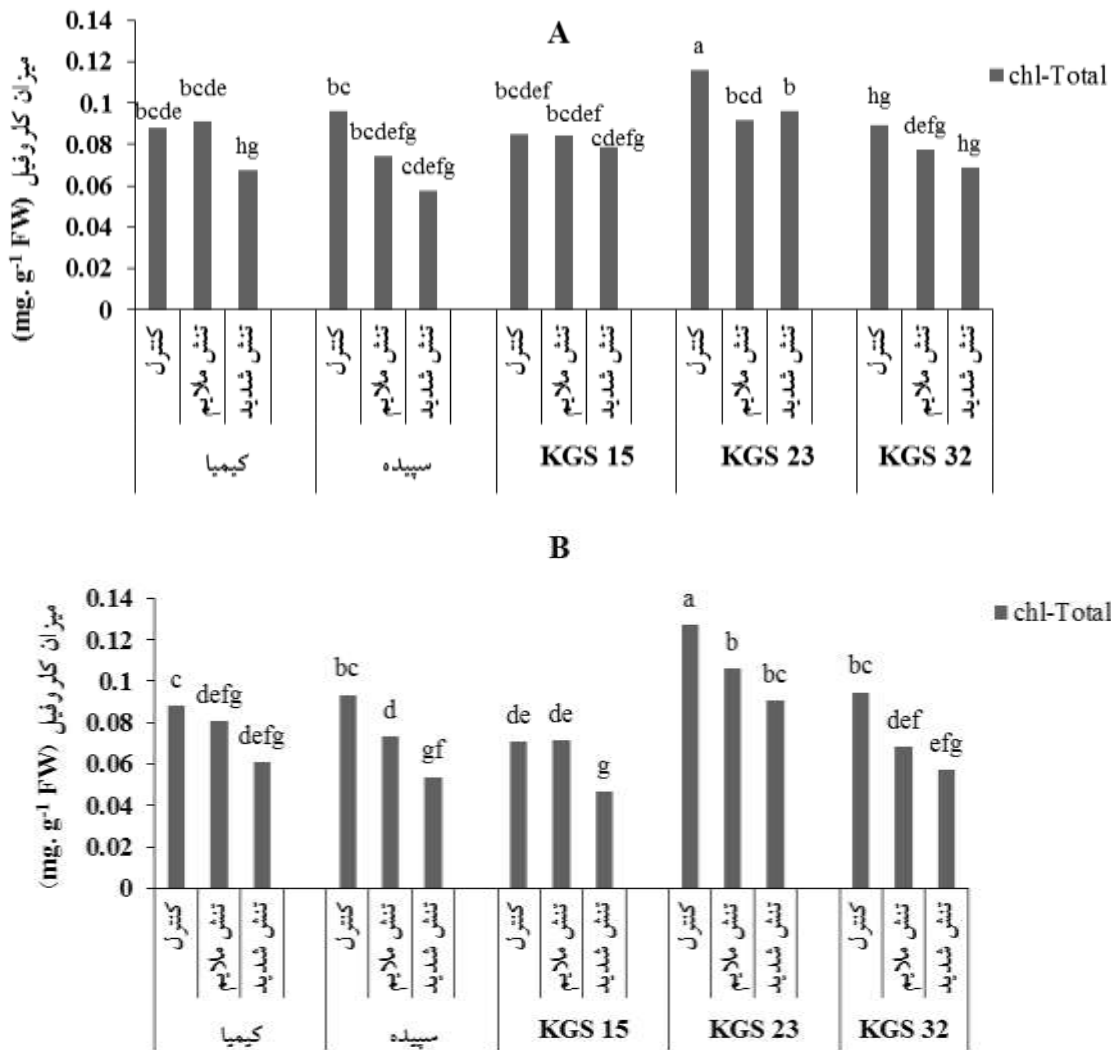 A
chl-Total
میزان کلروفیل (mg. g-1 FW)
0.14
0.12
0.1
0.08
0.06
0.04
0.02
0
bcde
bcde
hg
bc
bcdefg
cdefg
bcdef
bcdef
cdefg
a
bcd
b
hg
defg
hg
کنترل
تنش ملایم
تنش شدید
کنترل
تنش ملایم
تنش شدید
کنترل
تنش ملایم
تنش شدید
کنترل
تنش ملایم
تنش شدید
کنترل
تنش ملایم
تنش شدید
کیمیا
سپیده
KGS 15
KGS 23
KGS 32
B
chl-Total
میزان کلروفیل (mg. g-1 FW)
0.14
0.12
0.1
0.08
0.06
0.04
0.02
0
c
defg
defg
bc
d
gf
de
de
g
a
b
bc
bc
def
efg
کنترل
تنش ملایم
تنش شدید
کنترل
تنش ملایم
تنش شدید
کنترل
تنش ملایم
تنش شدید
کنترل
تنش ملایم
تنش شدید
کنترل
تنش ملایم
تنش شدید
کیمیا
سپیده
KGS 15
KGS 23
KGS 32